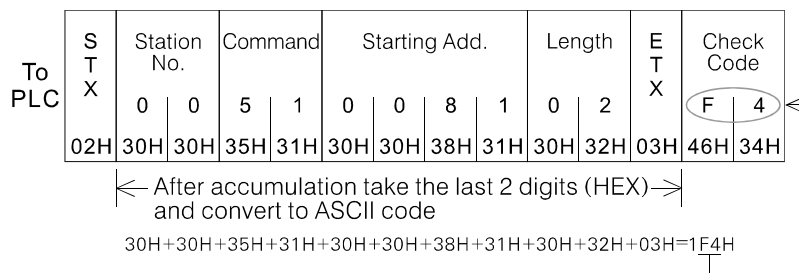 To PLC
STX Station No. Command Starting Add. Length ETX Check Code
0 0 5 1 0 0 8 1 0 2 F 4
02H 30H 30H 35H 31H 30H 30H 38H 31H 30H 32H 03H 46H 34H
After accumulation take the last 2 digits (HEX)
and convert to ASCII code
30H+30H+35H+31H+30H+30H+38H+31H+30H+32H+03H=1F4H